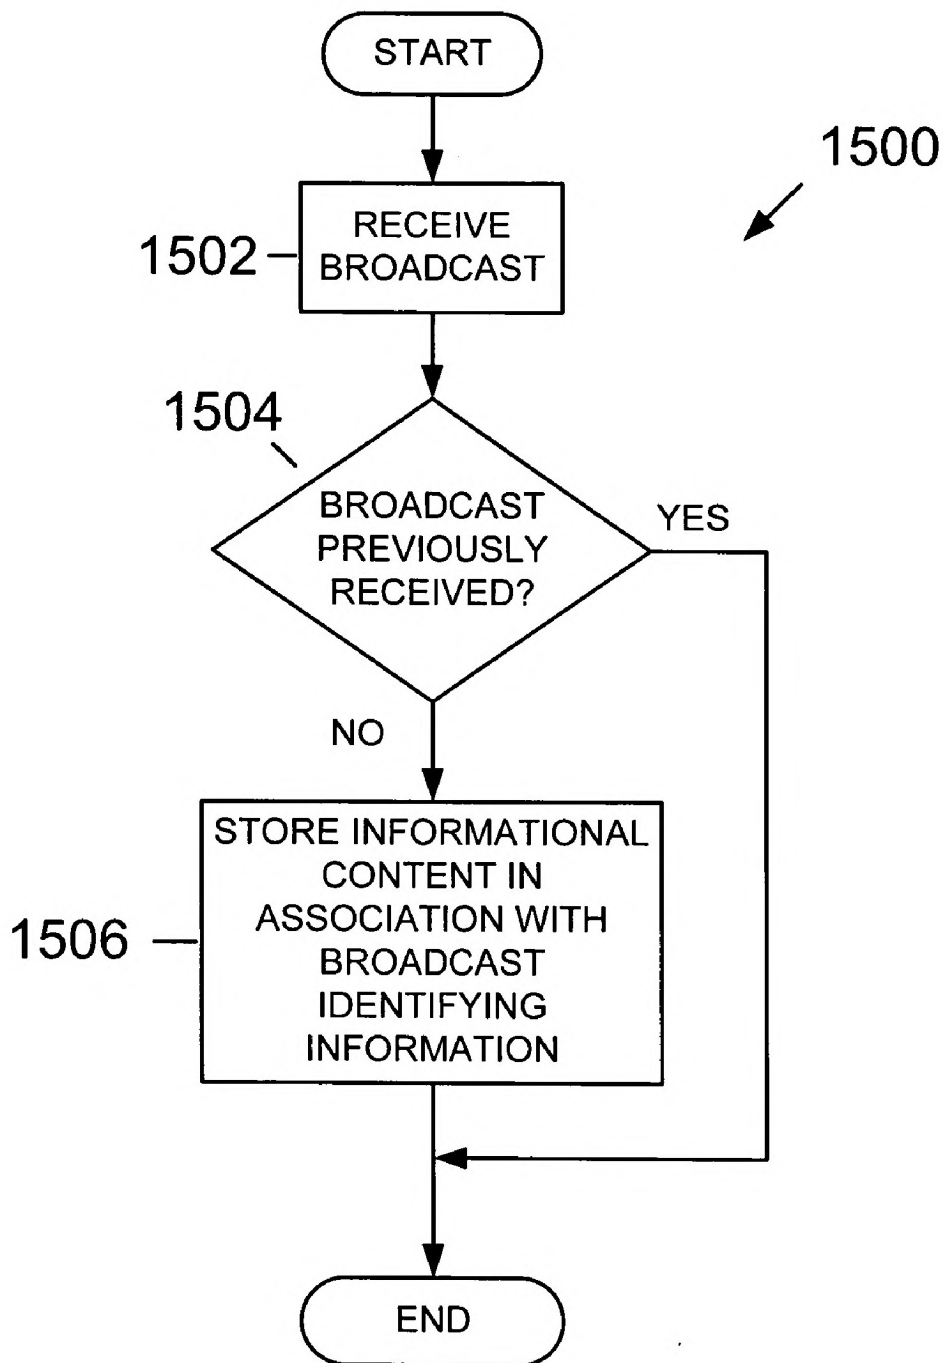 START
1500
RECEIVE
BROADCAST
1502
1504
BROADCAST
PREVIOUSLY
RECEIVED?
YES
NO
STORE INFORMATIONAL
CONTENT IN
ASSOCIATION WITH
BROADCAST
IDENTIFYING
INFORMATION
1506
END